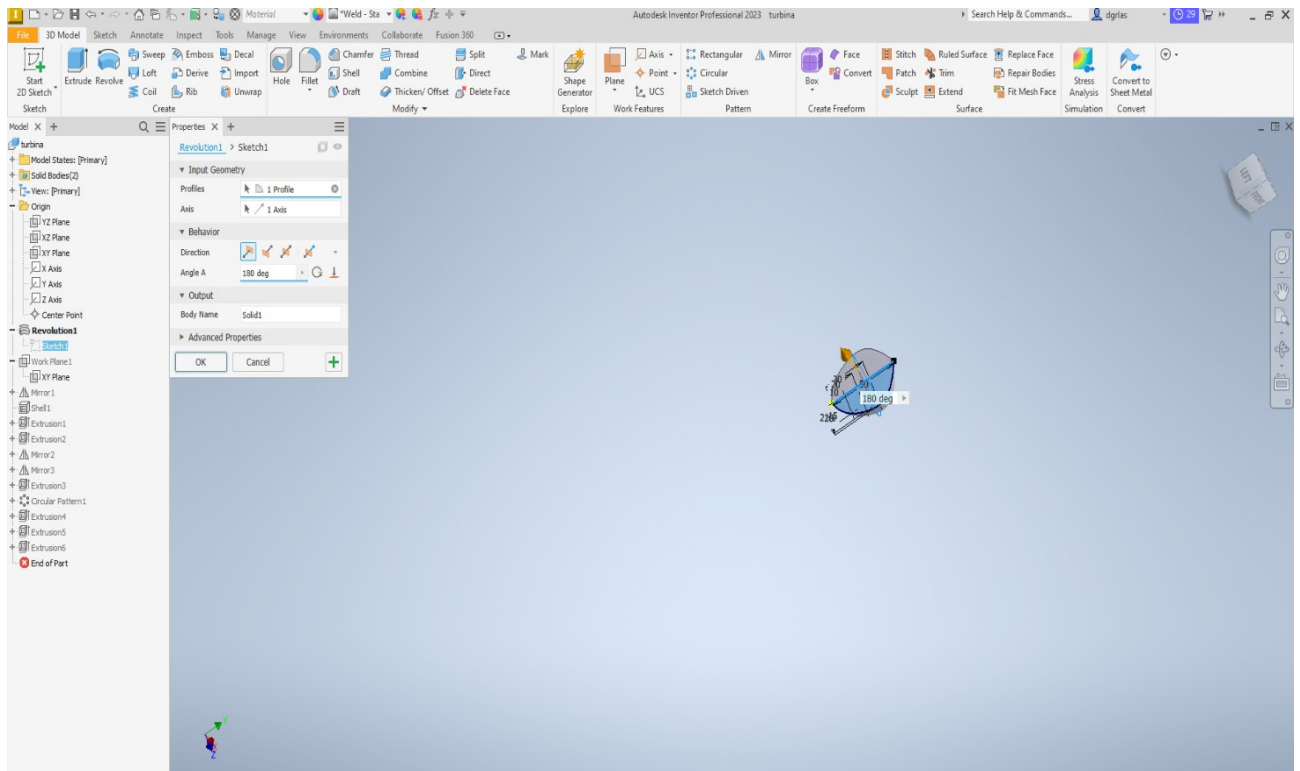 Material
*Weld - Ste
Autodesk Inventor Professional 2023 turbina
Search Help & Commands...
dgrlas
29
File 3D Model Sketch Annotate Inspect Tools Manage View Environments Collaborate Fusion 360
Start 2D Sketch
Extrude Revolve
Sweep Emboss Decal
Loft Derive Import
Coil Rib Unwrap
Hole Fillet
Chamfer Thread Split Mark
Shell Combine Direct
Draft Thicken/ Offset Delete Face
Shape Generator
Plane
Axis
Point
UCS
Rectangular Mirror
Circular
Sketch Driven
Box
Face
Convert
Stitch Ruled Surface Replace Face
Patch Trim Repair Bodies
Sculpt Extend Fit Mesh Face
Stress Analysis
Convert to Sheet Metal
Sketch Create Modify Explore Work Features Pattern Create Freeform Surface Simulation Convert
Model
turbina
Model States: [Primary]
Solid Bodies(2)
View: [Primary]
Origin
YZ Plane
XZ Plane
XY Plane
X Axis
Y Axis
Z Axis
Center Point
Revolution1
Sketch1
Work Plane1
XY Plane
Mirror1
Shell1
Extrusion1
Extrusion2
Mirror2
Mirror3
Extrusion3
Circular Pattern1
Extrusion4
Extrusion5
Extrusion6
End of Part
Properties
Revolution1 > Sketch1
Input Geometry
Profiles 1 Profile
Axis 1 Axis
Behavior
Direction
Angle A 180 deg
Output
Body Name Solid1
Advanced Properties
OK Cancel
180 deg
Y
Z